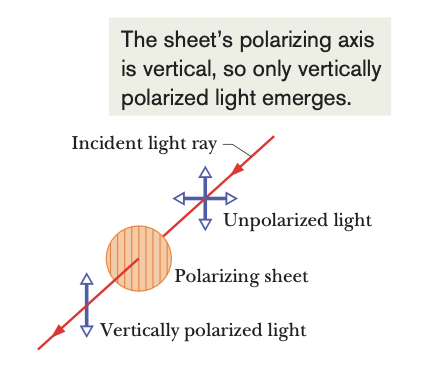 The sheet's polarizing axis
is vertical, so only vertically
polarized light emerges.
Incident light ray
Unpolarized light
Polarizing sheet
Vertically polarized light